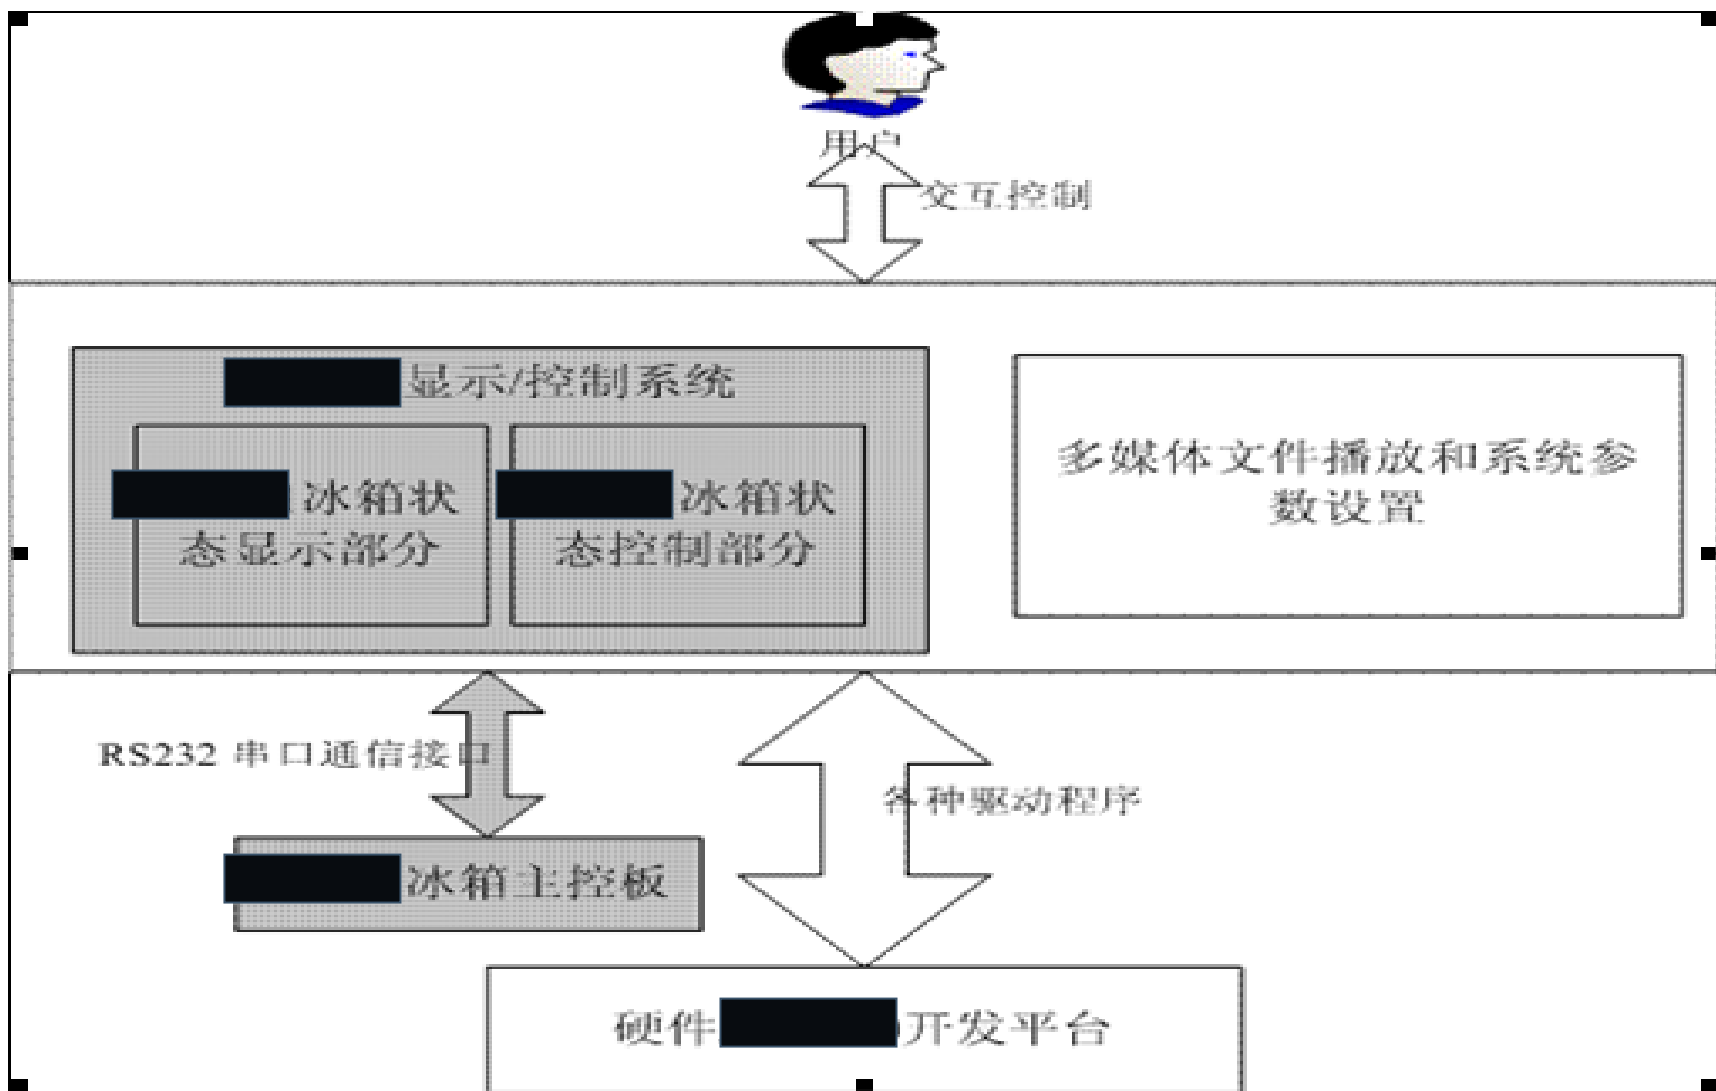 用户
交互控制
显示/控制系统
冰箱状
态显示部分
冰箱状
态控制部分
多媒体文件播放和系统参
数设置
RS232 串口通信接口
各种驱动程序
冰箱主控板
硬件 开发平台